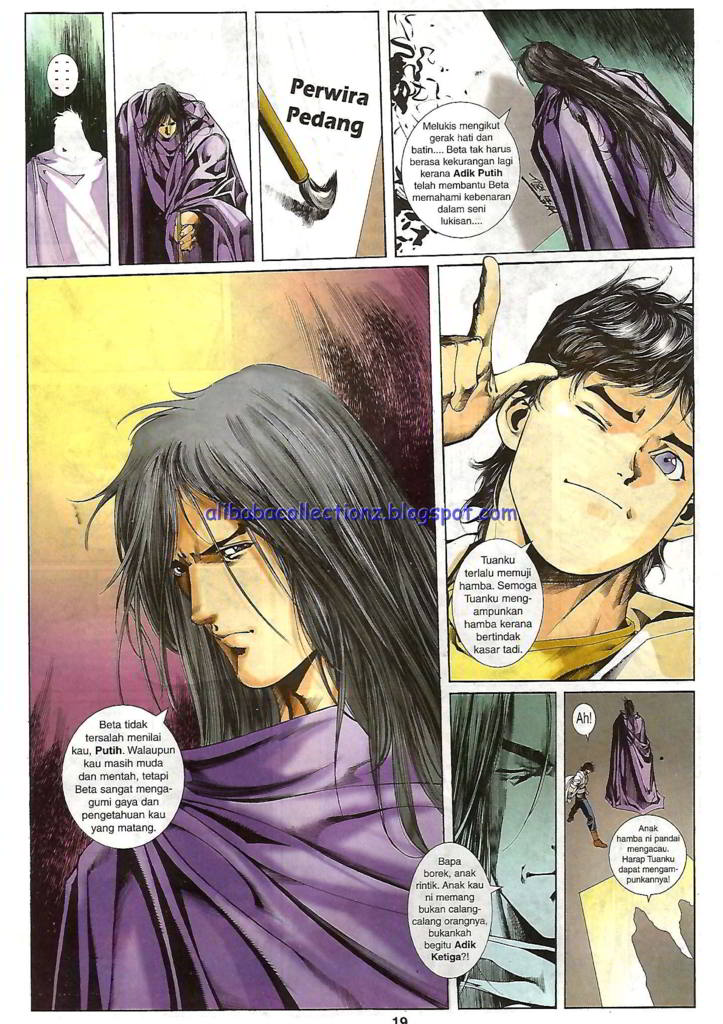 Perwira
Pedang
Melukis mengikut
gerak hati dan
batin.... Beta tak harus
berasa kekurangan lagi
kerana Adik Putih
telah membantu Beta
memahami kebenaran
dalam seni
lukisan....
alibabacollectionz.blogspot.com
Tuanku
terlalu memuji
hamba. Semoga
Tuanku meng-
ampunkan
hamba kerana
bertindak
kasar tadi.
Beta tidak
tersalah menilai
kau, Putih. Walaupun
kau masih muda
dan mentah, tetapi
Beta sangat menga-
gumi gaya dan
pengetahuan kau
yang matang.
Bapa
borek, anak
rintik. Anak kau
ni memang
bukan calang-
calang orangnya,
bukankah
begitu Adik
Ketiga?!
Ah!
Anak
hamba ni pandai
mengacau.
Harap Tuanku
dapat mengam-
punkannya!
19